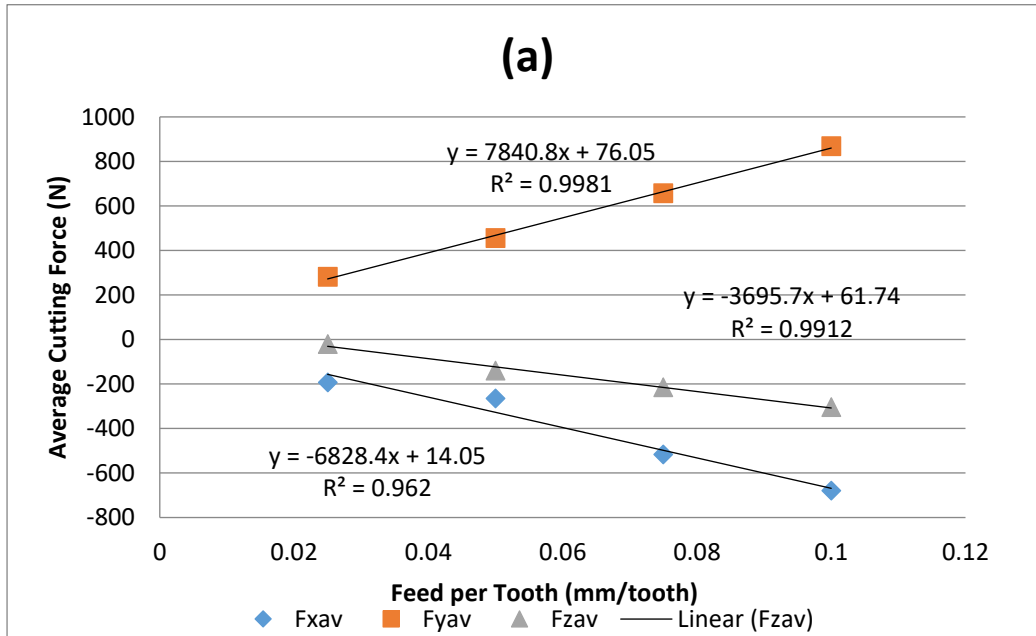 (a)
1000
800
600
400
200
0
-200
-400
-600
-800
Average Cutting Force (N)
y = 7840.8x + 76.05
R² = 0.9981
y = -3695.7x + 61.74
R² = 0.9912
y = -6828.4x + 14.05
R² = 0.962
0 0.02 0.04 0.06 0.08 0.1 0.12
Feed per Tooth (mm/tooth)
Fxav Fyav Fzav Linear (Fzav)